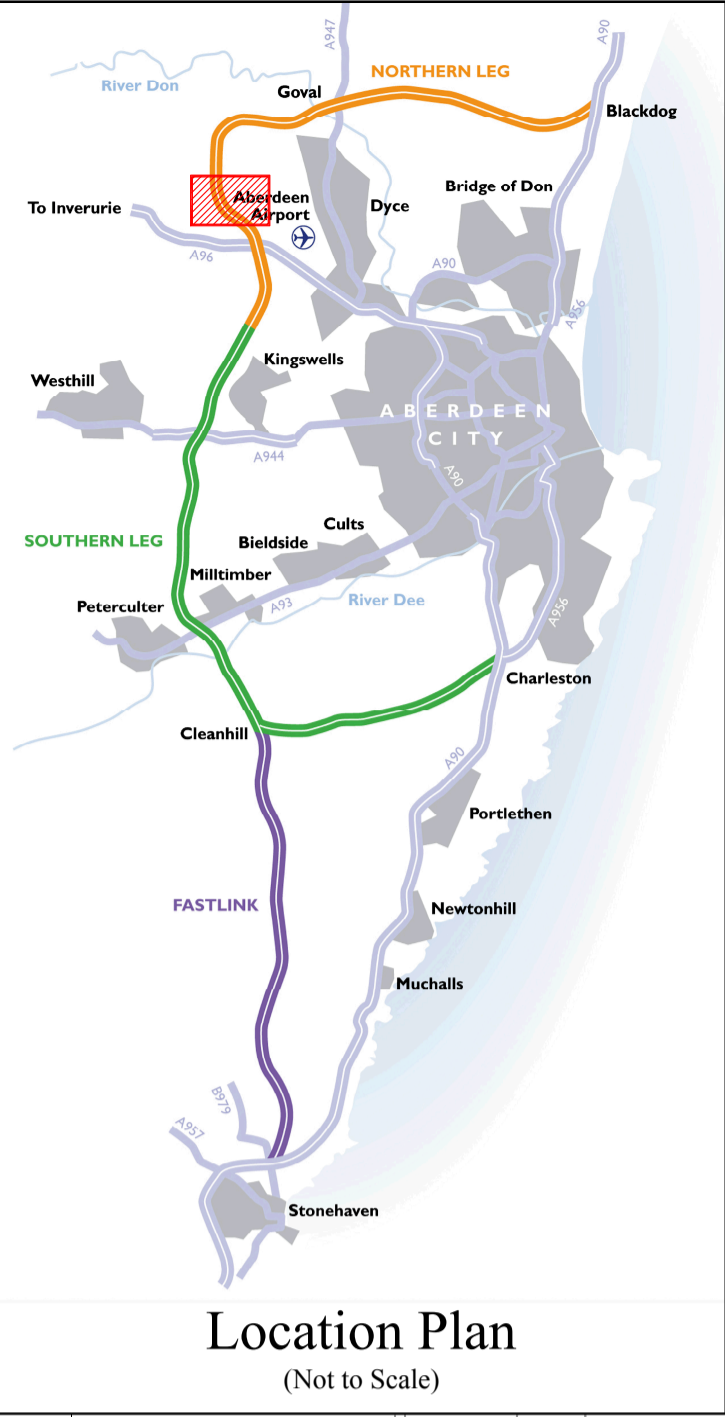 A947
A90
NORTHERN LEG
River Don
Goval
Blackdog
Aberdeen
Airport
To Inverurie
Dyce
Bridge of Don
A96
A90
A956
Kingswells
Westhill
ABERDEEN
CITY
A944
A90
SOUTHERN LEG
Cults
Bieldside
Milltimber
A93
River Dee
Peterculter
A956
Charleston
Cleanhill
A90
Portlethen
FASTLINK
Newtonhill
Muchalls
B979
A957
Stonehaven
Location Plan
(Not to Scale)